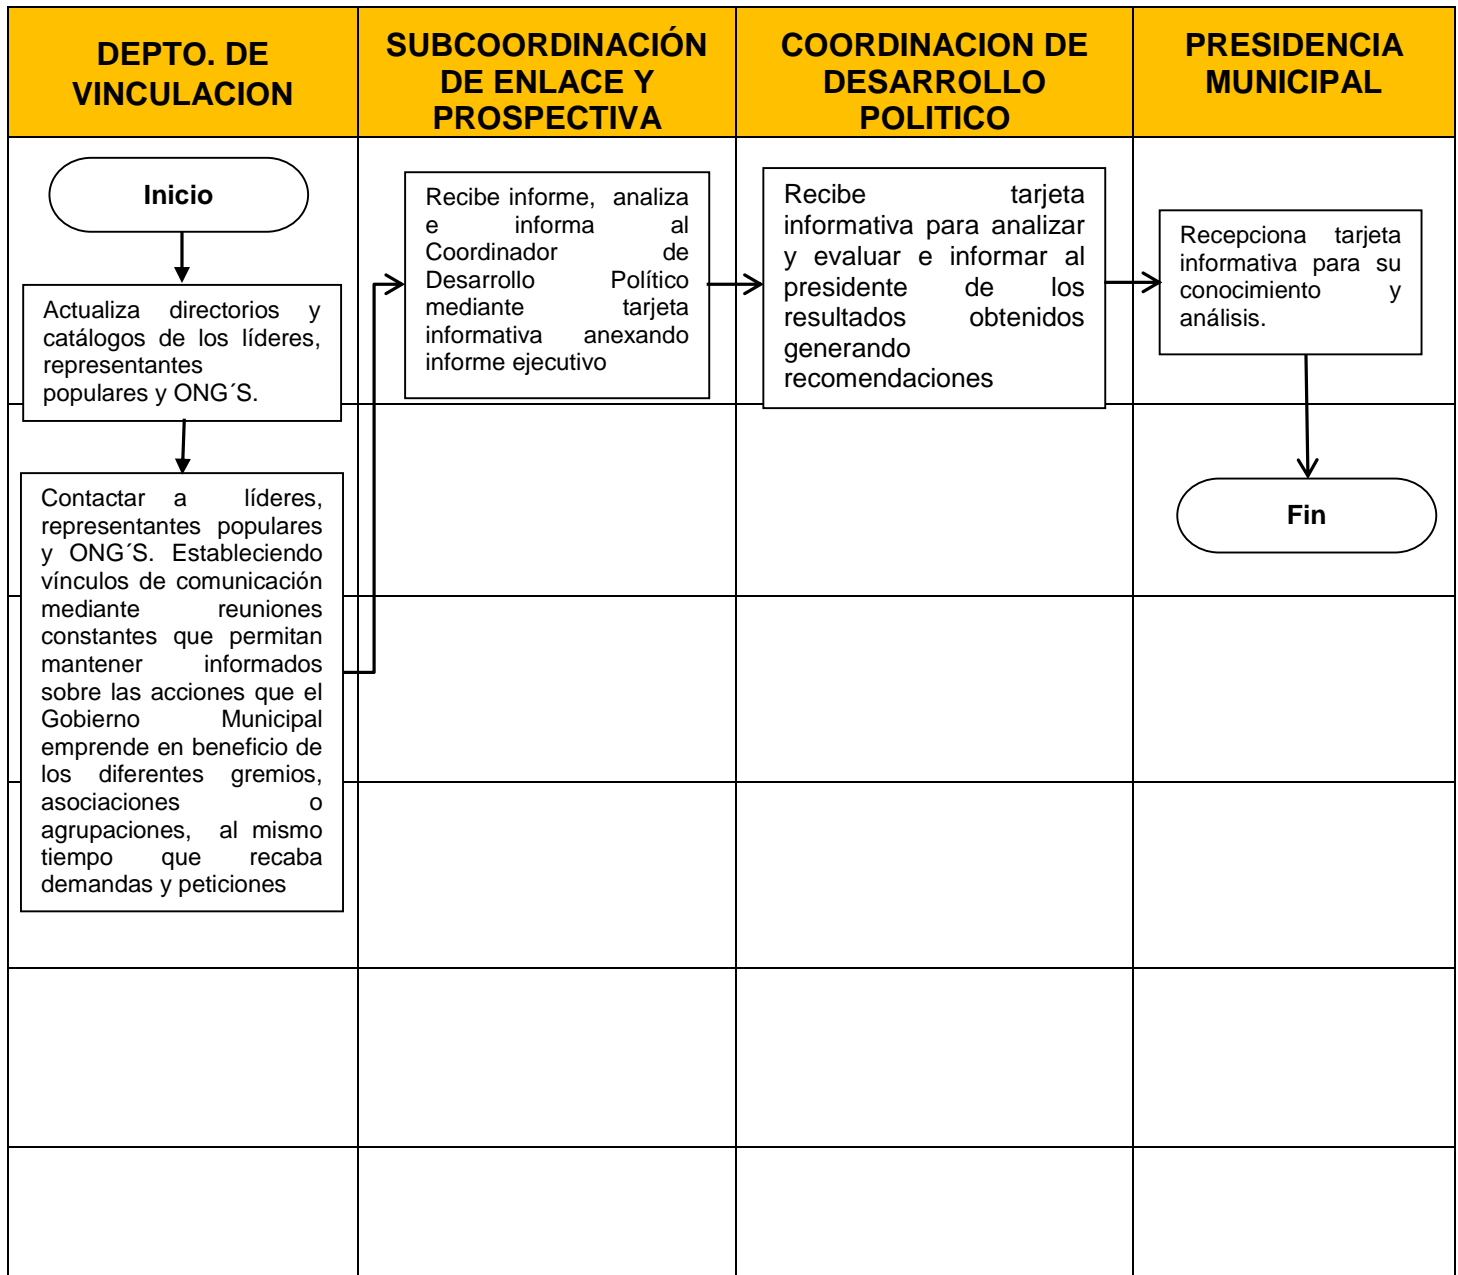 DEPTO. DE
VINCULACION
SUBCOORDINACIÓN
DE ENLACE Y
PROSPECTIVA
COORDINACION DE
DESARROLLO
POLITICO
PRESIDENCIA
MUNICIPAL
Inicio
Actualiza directorios y
catálogos de los líderes,
representantes
populares y ONG´S.
Contactar a líderes,
representantes populares
y ONG´S. Estableciendo
vínculos de comunicación
mediante reuniones
constantes que permitan
mantener informados
sobre las acciones que el
Gobierno Municipal
emprende en beneficio de
los diferentes gremios,
asociaciones o
agrupaciones, al mismo
tiempo que recaba
demandas y peticiones
Recibe informe, analiza
e informa al
Coordinador de
Desarrollo Político
mediante tarjeta
informativa anexando
informe ejecutivo
Recibe tarjeta
informativa para analizar
y evaluar e informar al
presidente de los
resultados obtenidos
generando
recomendaciones
Recepciona tarjeta
informativa para su
conocimiento y
análisis.
Fin